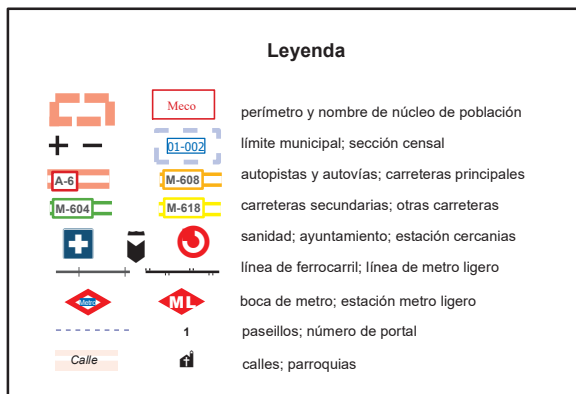 Leyenda
Meco perímetro y nombre de núcleo de población
01-002 límite municipal; sección censal
A-6 M-608 autopistas y autovías; carreteras principales
M-604 M-618 carreteras secundarias; otras carreteras
sanidad; ayuntamiento; estación cercanias
línea de ferrocarril; línea de metro ligero
Metro ML boca de metro; estación metro ligero
1 paseillos; número de portal
Calle calles; parroquias